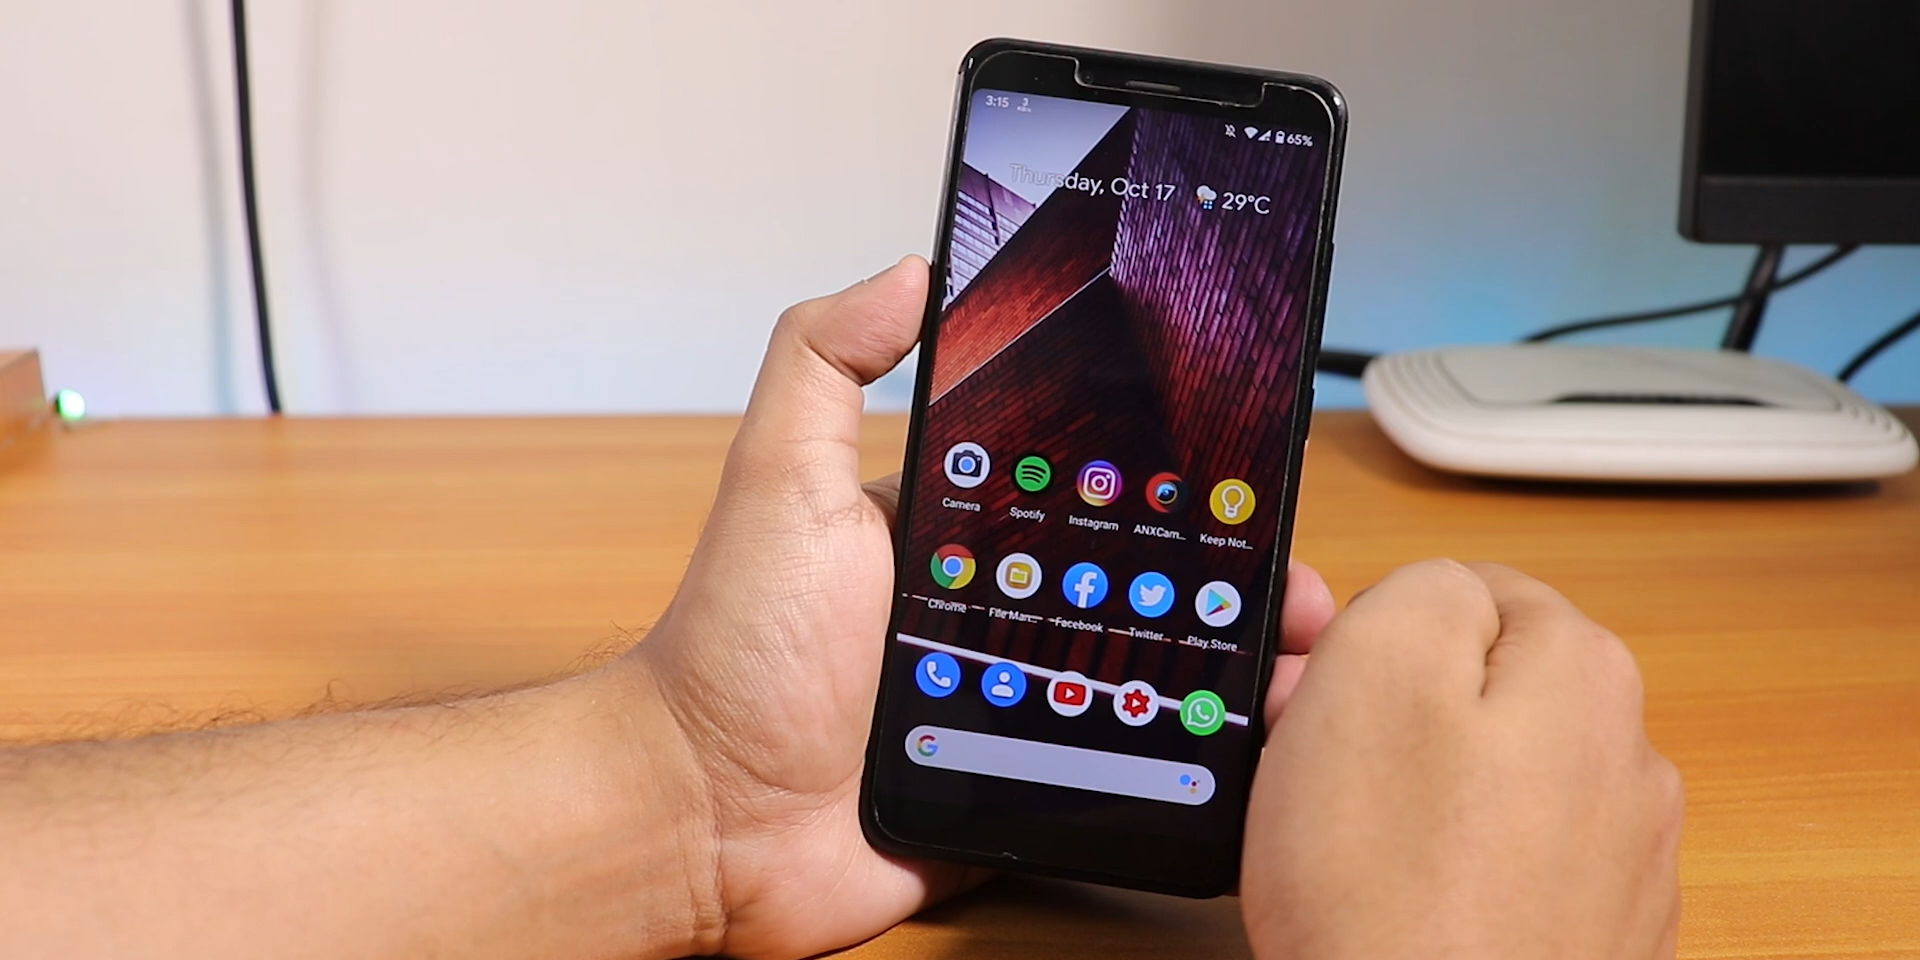 3:15 3
65%
Thursday, Oct 17 29°C
Camera Spotify Instagram ANXCam... Keep Not...
Chrome File Man... Facebook Twitter Play Store